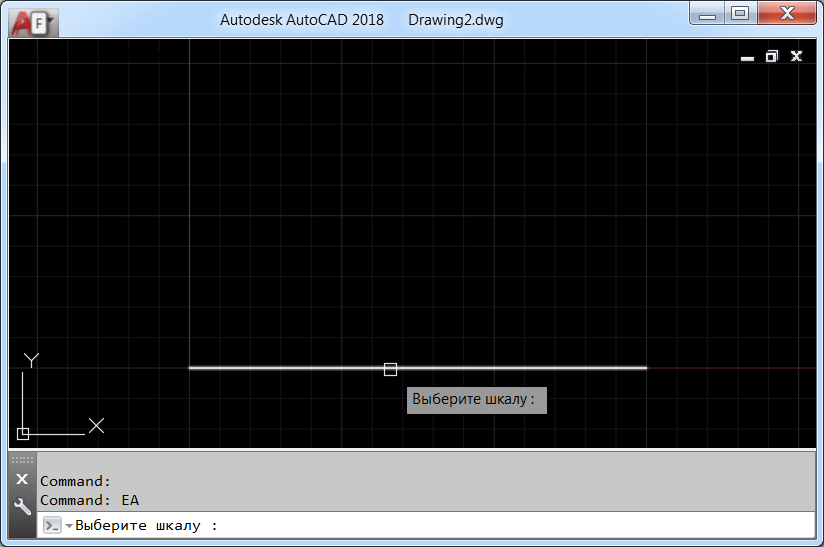 F
Autodesk AutoCAD 2018 Drawing2.dwg
Y
X
Выберите шкалу :
Command:
Command: EA
Выберите шкалу :